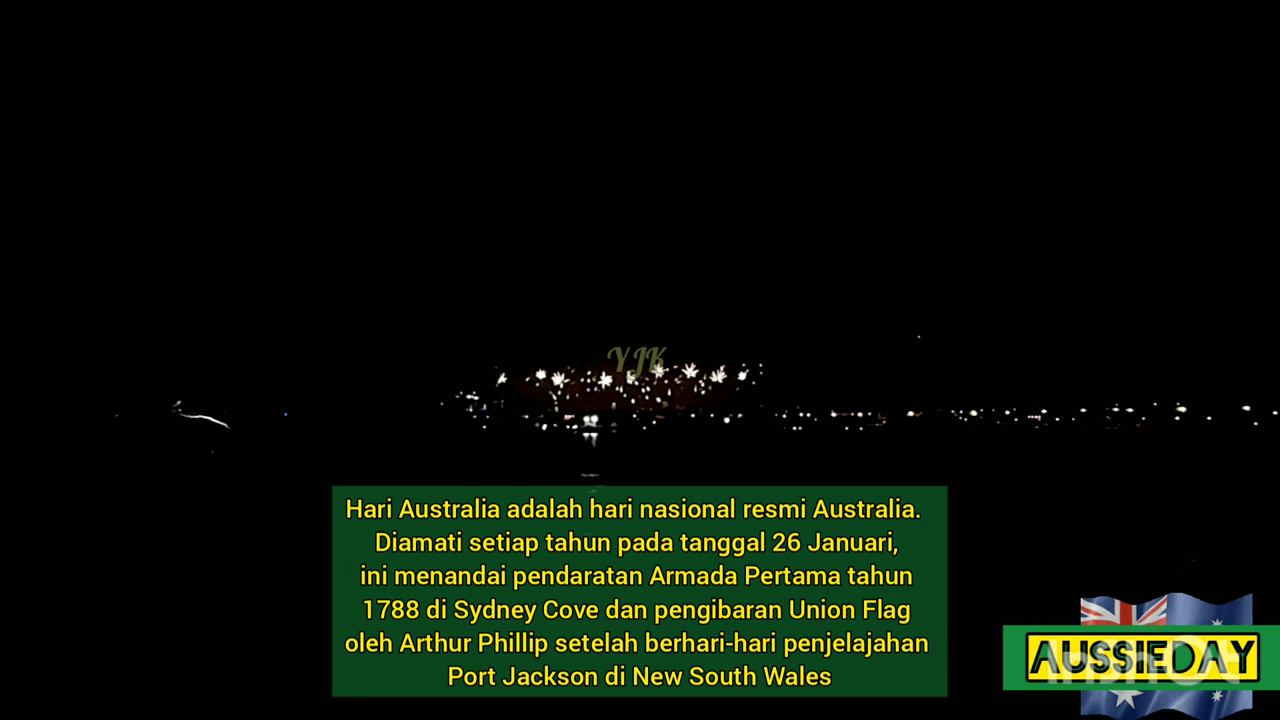 YJK
Hari Australia adalah hari nasional resmi Australia.
Diamati setiap tahun pada tanggal 26 Januari,
ini menandai pendaratan Armada Pertama tahun
1788 di Sydney Cove dan pengibaran Union Flag
oleh Arthur Phillip setelah berhari-hari penjelajahan
Port Jackson di New South Wales
AUSSIEDAY